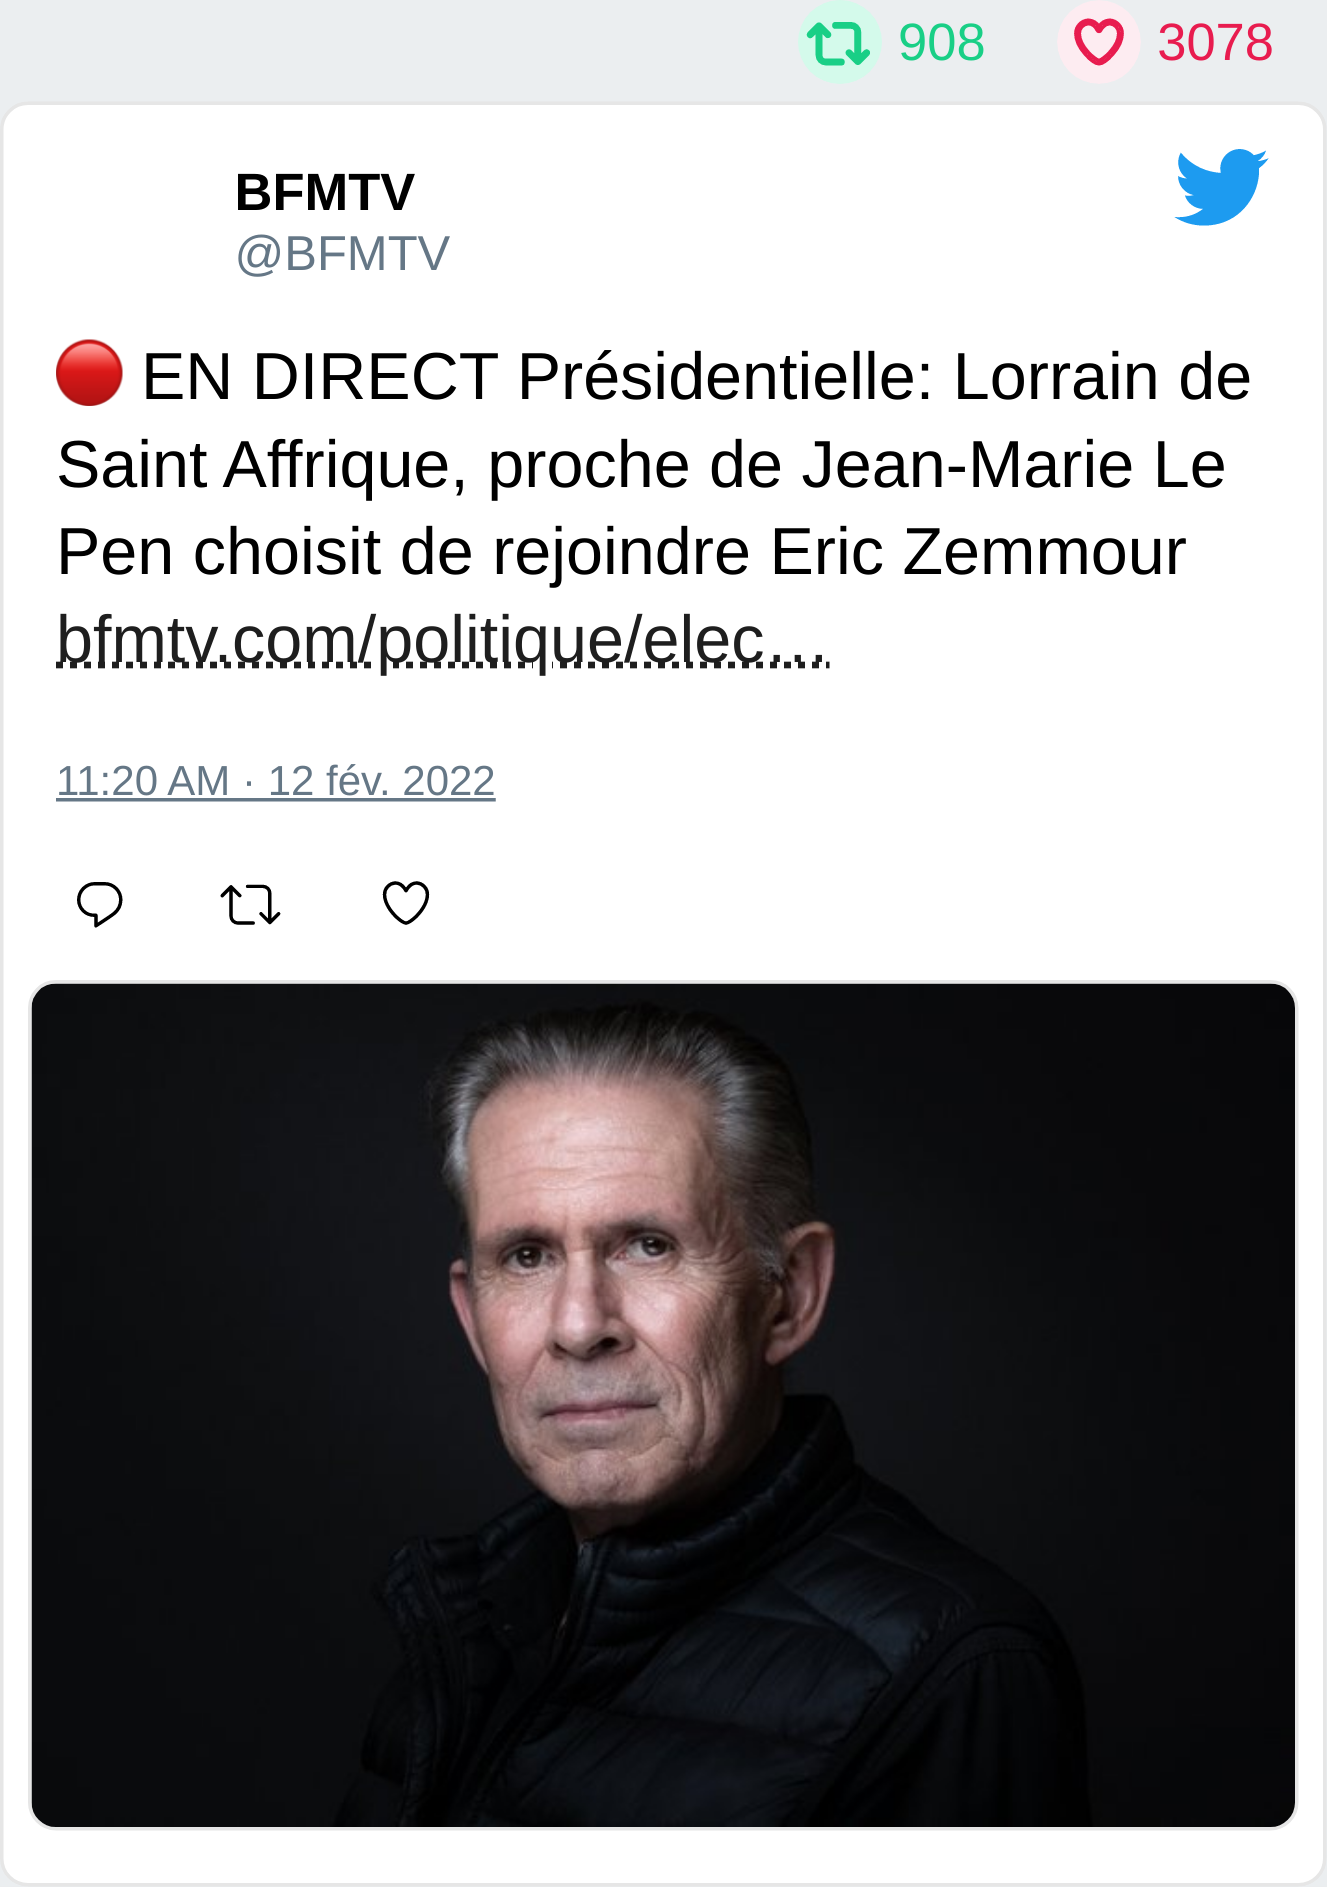 908 3078
BFMTV
@BFMTV
🔴 EN DIRECT Présidentielle: Lorrain de
Saint Affrique, proche de Jean-Marie Le
Pen choisit de rejoindre Eric Zemmour
bfmtv.com/politique/elec…
11:20 AM · 12 fév. 2022